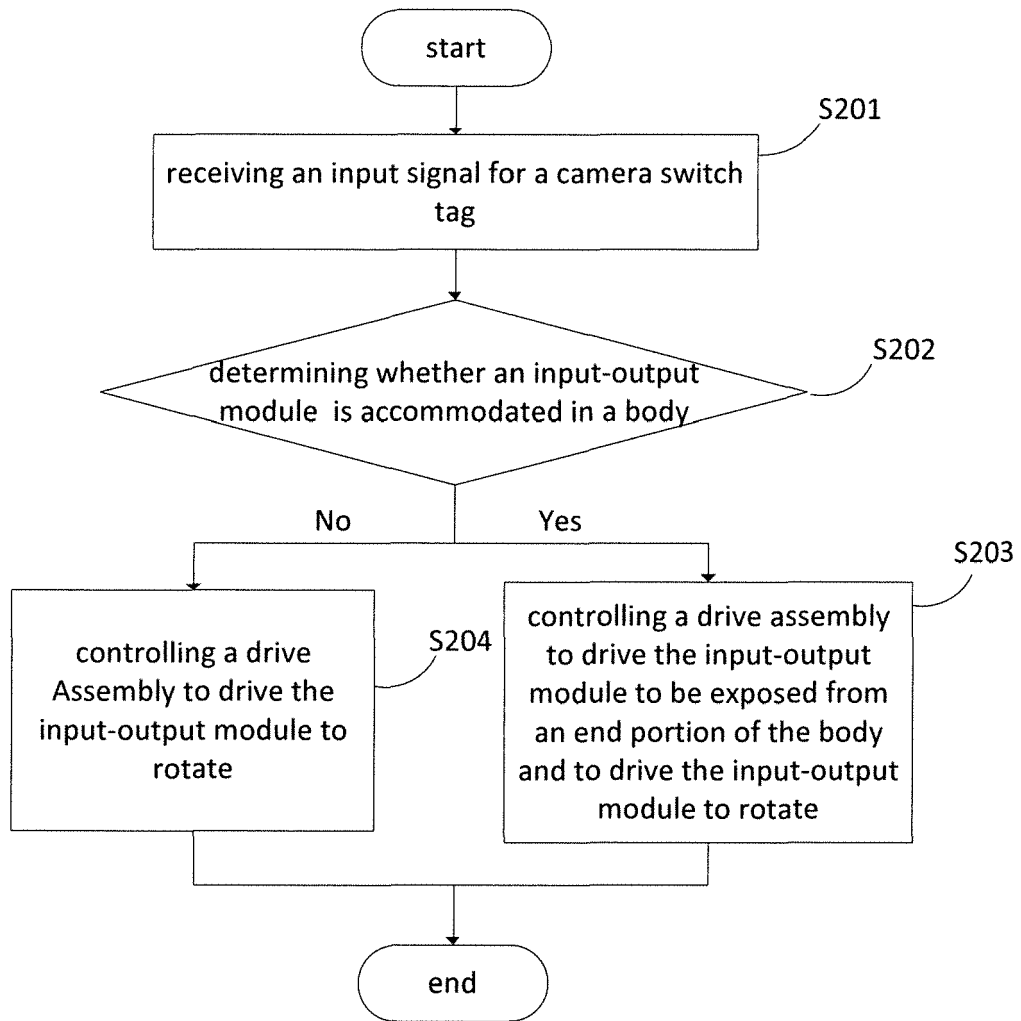 start
S201
receiving an input signal for a camera switch
tag
S202
determining whether an input-output
module is accommodated in a body
No
Yes
S203
controlling a drive assembly
to drive the input-output
module to be exposed from
an end portion of the body
and to drive the input-output
module to rotate
S204
controlling a drive
Assembly to drive the
input-output module to
rotate
end